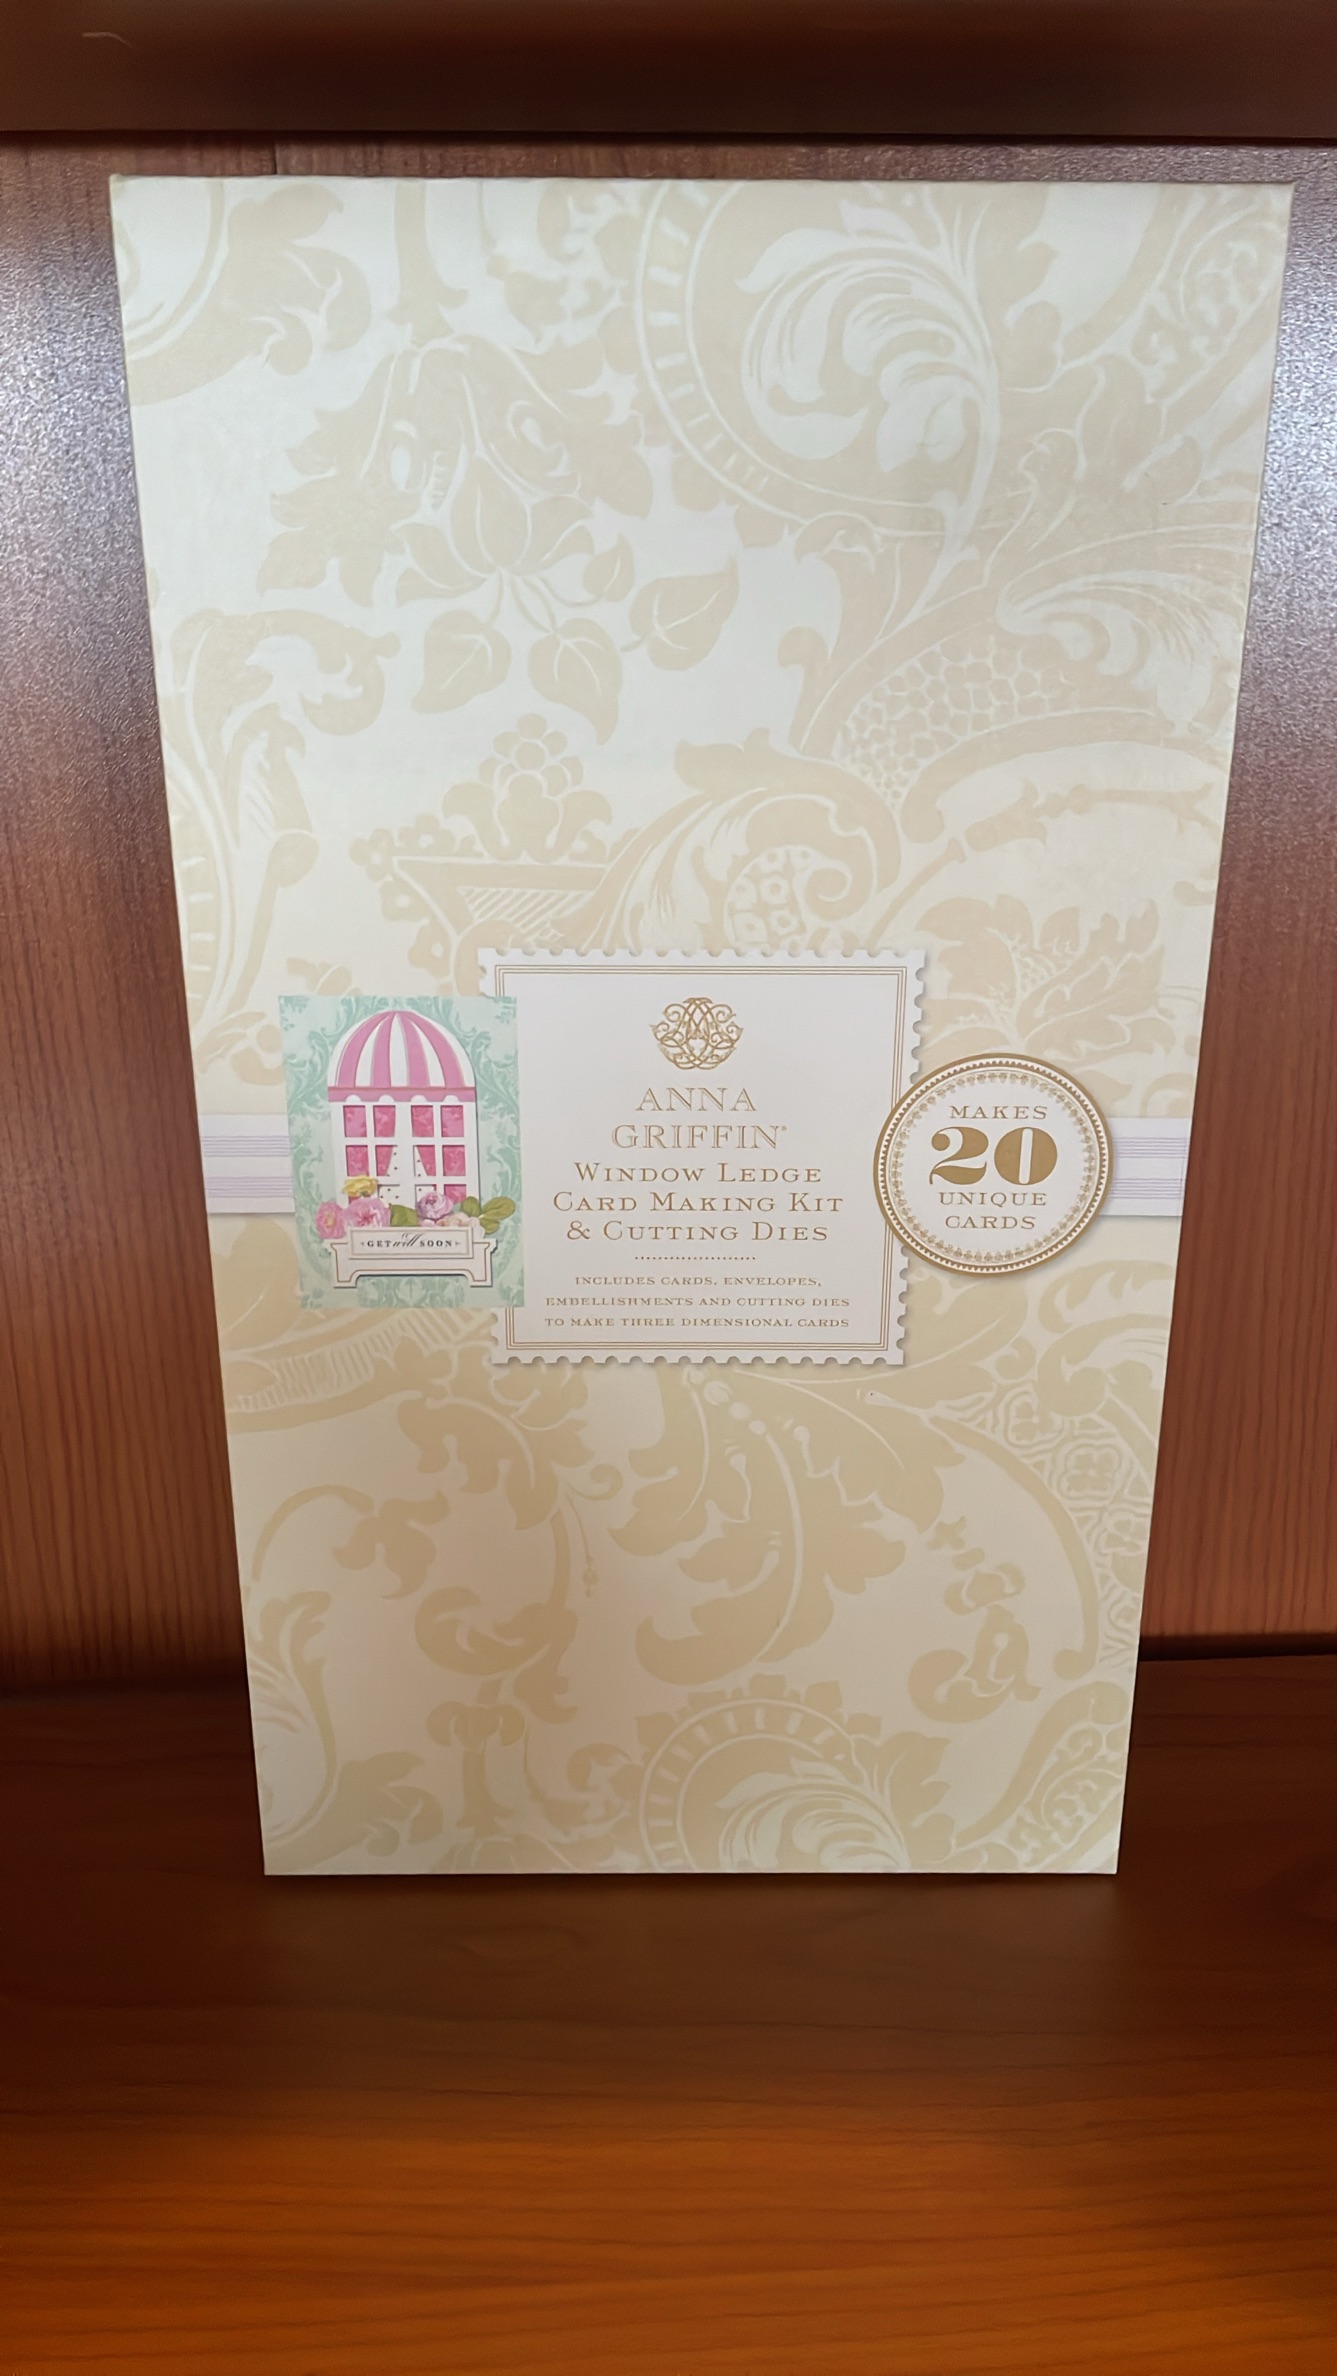 ANNA
GRIFFIN®
WINDOW LEDGE
CARD MAKING KIT
& CUTTING DIES
INCLUDES CARDS, ENVELOPES,
EMBELLISHMENTS AND CUTTING DIES
TO MAKE THREE DIMENSIONAL CARDS
GET well SOON
MAKES
20
UNIQUE
CARDS